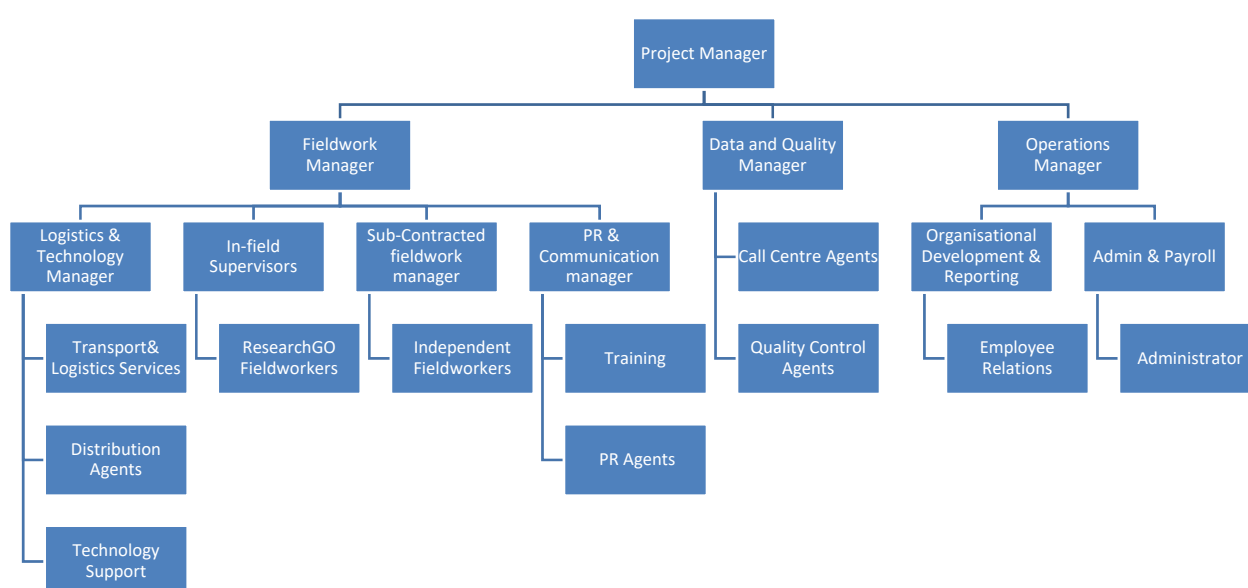 Project Manager
Fieldwork
Manager
Data and Quality
Manager
Operations
Manager
Logistics &
Technology
Manager
In-field
Supervisors
Sub-Contracted
fieldwork
manager
PR &
Communication
manager
Call Centre Agents
Organisational
Development &
Reporting
Admin & Payroll
Transport&
Logistics Services
ResearchGO
Fieldworkers
Independent
Fieldworkers
Training
Quality Control
Agents
Employee
Relations
Administrator
Distribution
Agents
PR Agents
Technology
Support